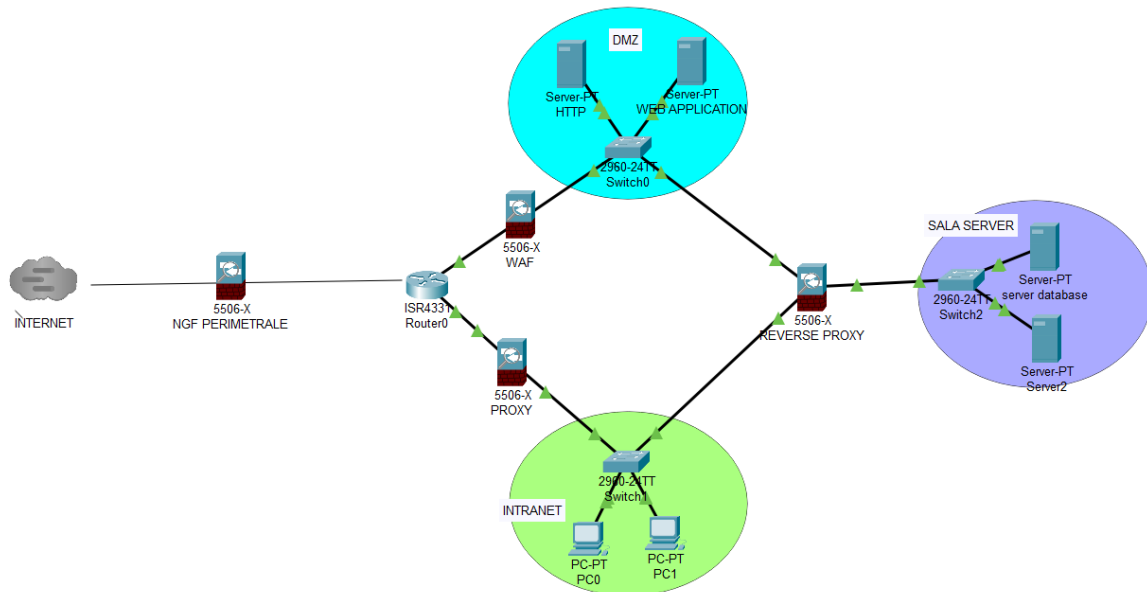 DMZ
Server-PT
HTTP
Server-PT
WEB APPLICATION
2960-24TT
Switch0
5506-X
WAF
SALA SERVER
Server-PT
server database
2960-24TT
Switch2
Server-PT
Server2
INTERNET
5506-X
NGF PERIMETRALE
ISR4331
Router0
5506-X
REVERSE PROXY
5506-X
PROXY
2960-24TT
Switch1
INTRANET
PC-PT
PC0
PC-PT
PC1